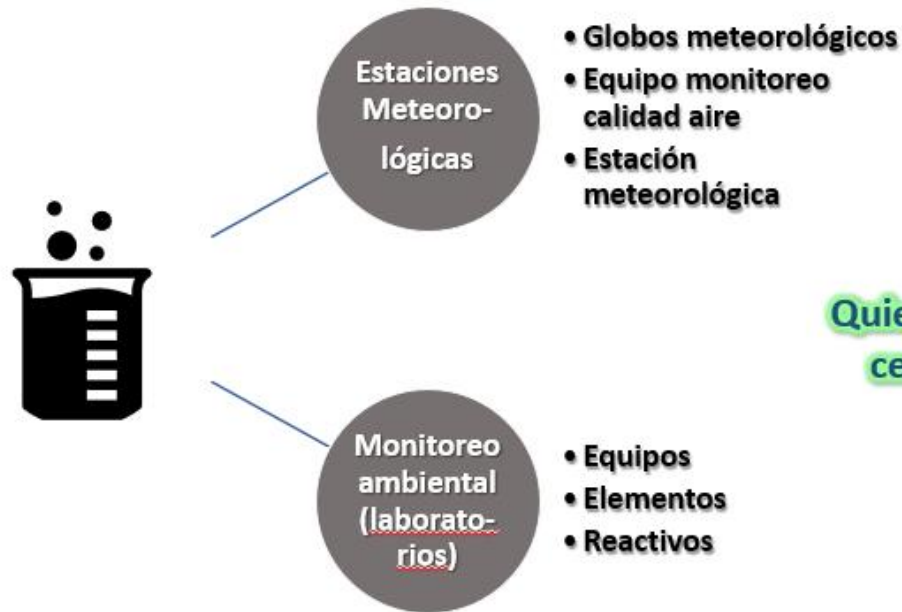 Estaciones
Meteoro-
lógicas
• Globos meteorológicos
• Equipo monitoreo
calidad aire
• Estación
meteorológica
Monitoreo
ambiental
(laborato-
rios)
• Equipos
• Elementos
• Reactivos